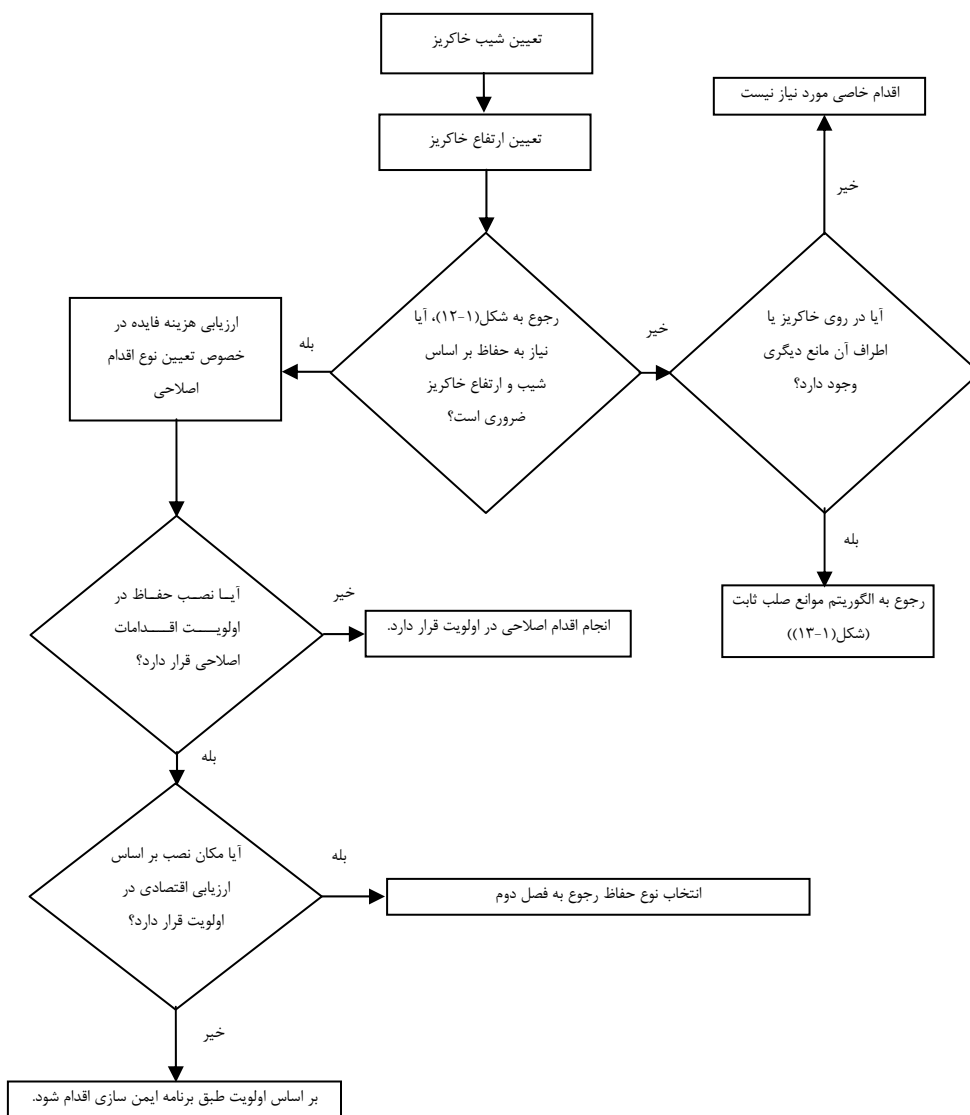 تعیین شیب خاکریز
تعیین ارتفاع خاکریز
اقدام خاصی مورد نیاز نیست
خیر
آیا در روی خاکریز یا
اطراف آن مانع دیگری
وجود دارد؟
خیر
رجوع به شکل(۱-۱۲)، آیا
نیاز به حفاظ بر اساس
شیب و ارتفاع خاکریز
ضروری است؟
بله
ارزیابی هزینه فایده در
خصوص تعیین نوع اقدام
اصلاحی
بله
رجوع به الگوریتم موانع صلب ثابت
(شکل(۱-۱۳))
آیـا نصـب حفـاظ در
اولویــت اقــدامات
اصلاحی قرار دارد؟
خیر
انجام اقدام اصلاحی در اولویت قرار دارد.
بله
آیا مکان نصب بر اساس
ارزیابی اقتصادی در
اولویت قرار دارد؟
بله
انتخاب نوع حفاظ رجوع به فصل دوم
خیر
بر اساس اولویت طبق برنامه ایمن سازی اقدام شود.